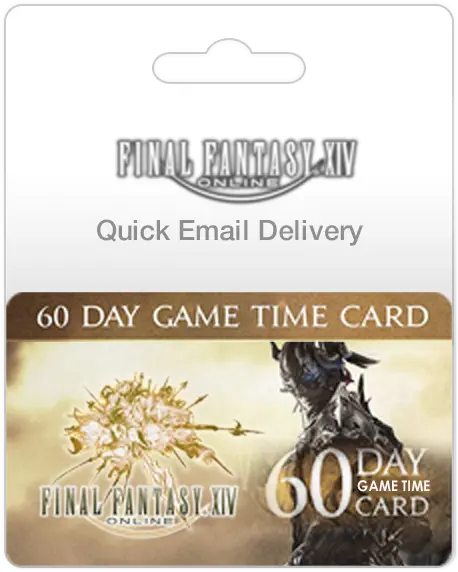 FINAL FANTASY XIV
ONLINE
Quick Email Delivery
60 DAY GAME TIME CARD
FINAL FANTASY XIV
ONLINE
60 DAY
GAME TIME
CARD